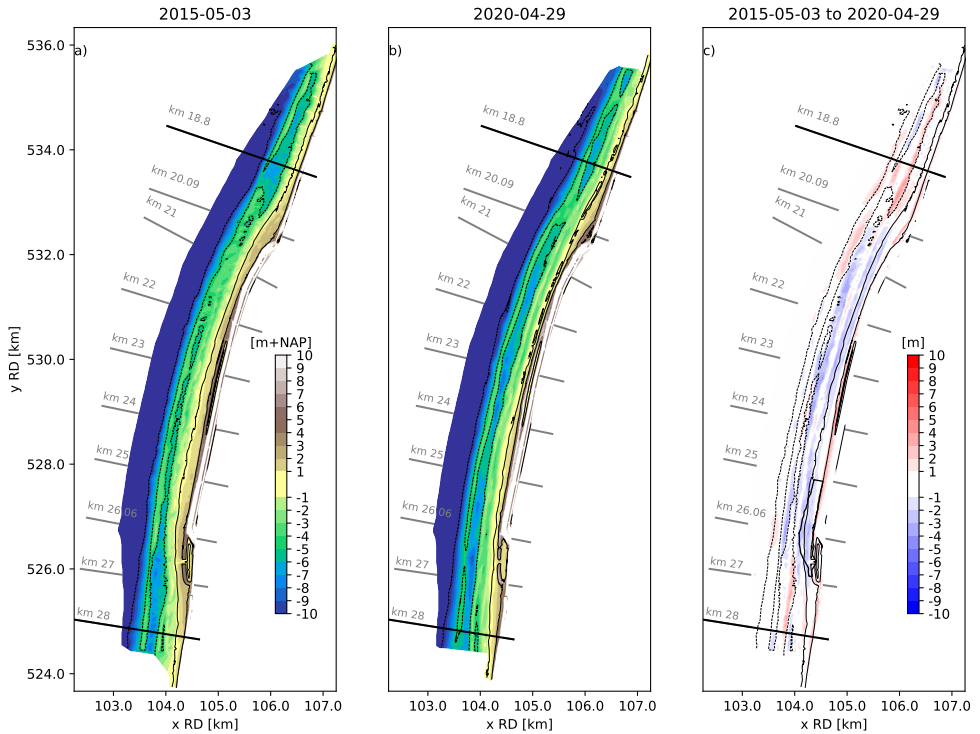 2015-05-03
2020-04-29
2015-05-03 to 2020-04-29
a)
b)
c)
y RD [km]
536.0
534.0
532.0
530.0
528.0
526.0
524.0
km 18.8
km 20.09
km 21
km 22
km 23
km 24
km 25
km 26.06
km 27
km 28
[m+NAP]
10
9
8
7
6
5
4
3
2
1
-1
-2
-3
-4
-5
-6
-7
-8
-9
-10
103.0 104.0 105.0 106.0 107.0
x RD [km]
km 18.8
km 20.09
km 21
km 22
km 23
km 24
km 25
km 26.06
km 27
km 28
103.0 104.0 105.0 106.0 107.0
x RD [km]
km 18.8
km 20.09
km 21
km 22
km 23
km 24
km 25
km 26.06
km 27
km 28
[m]
10
9
8
7
6
5
4
3
2
1
-1
-2
-3
-4
-5
-6
-7
-8
-9
-10
103.0 104.0 105.0 106.0 107.0
x RD [km]